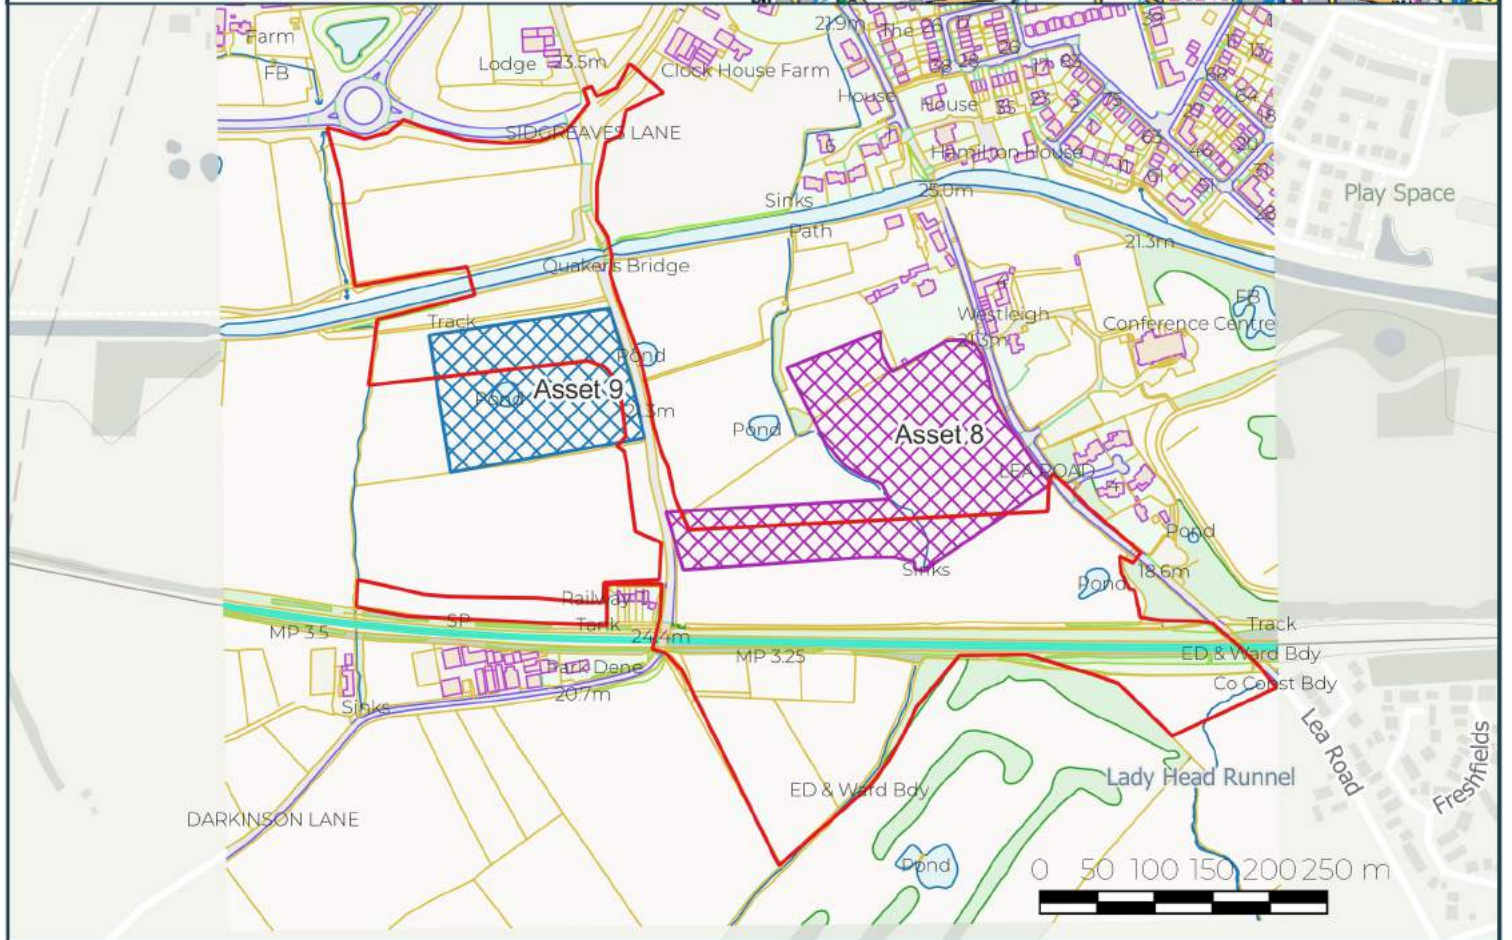 Farm
FB
Lodge
23.5m
Clock House Farm
21.9m
The
House
House
SIDGREAVES LANE
Hamilton House
6
Sinks
Path
25.0m
21.3m
Play Space
Quaker's Bridge
Track
Pond
Pond
Asset 9
Westleigh
Conference Centre
FB
Pond
Asset 8
LEA ROAD
Sinks
Pond
Pond
18.6m
Railway
Tank
SP
MP 3.5
24.4m
MP 3.25
Track
ED & Ward Bdy
Co Const Bdy
Park Dene
20.7m
Sinks
Lea Road
Freshfields
Lady Head Runnel
ED & Ward Bdy
DARKINSON LANE
Pond
0 50 100 150 200 250 m